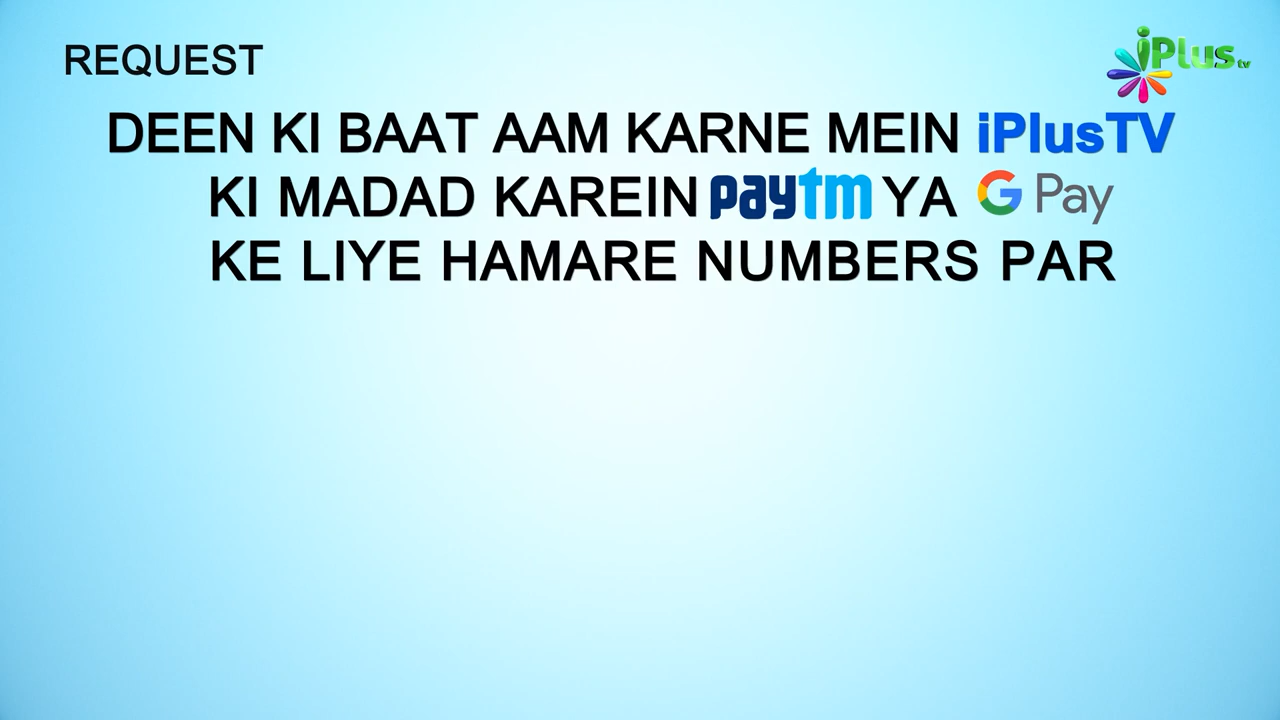 REQUEST
iPlus tv
DEEN KI BAAT AAM KARNE MEIN iPlusTV
KI MADAD KAREIN paytm YA G Pay
KE LIYE HAMARE NUMBERS PAR